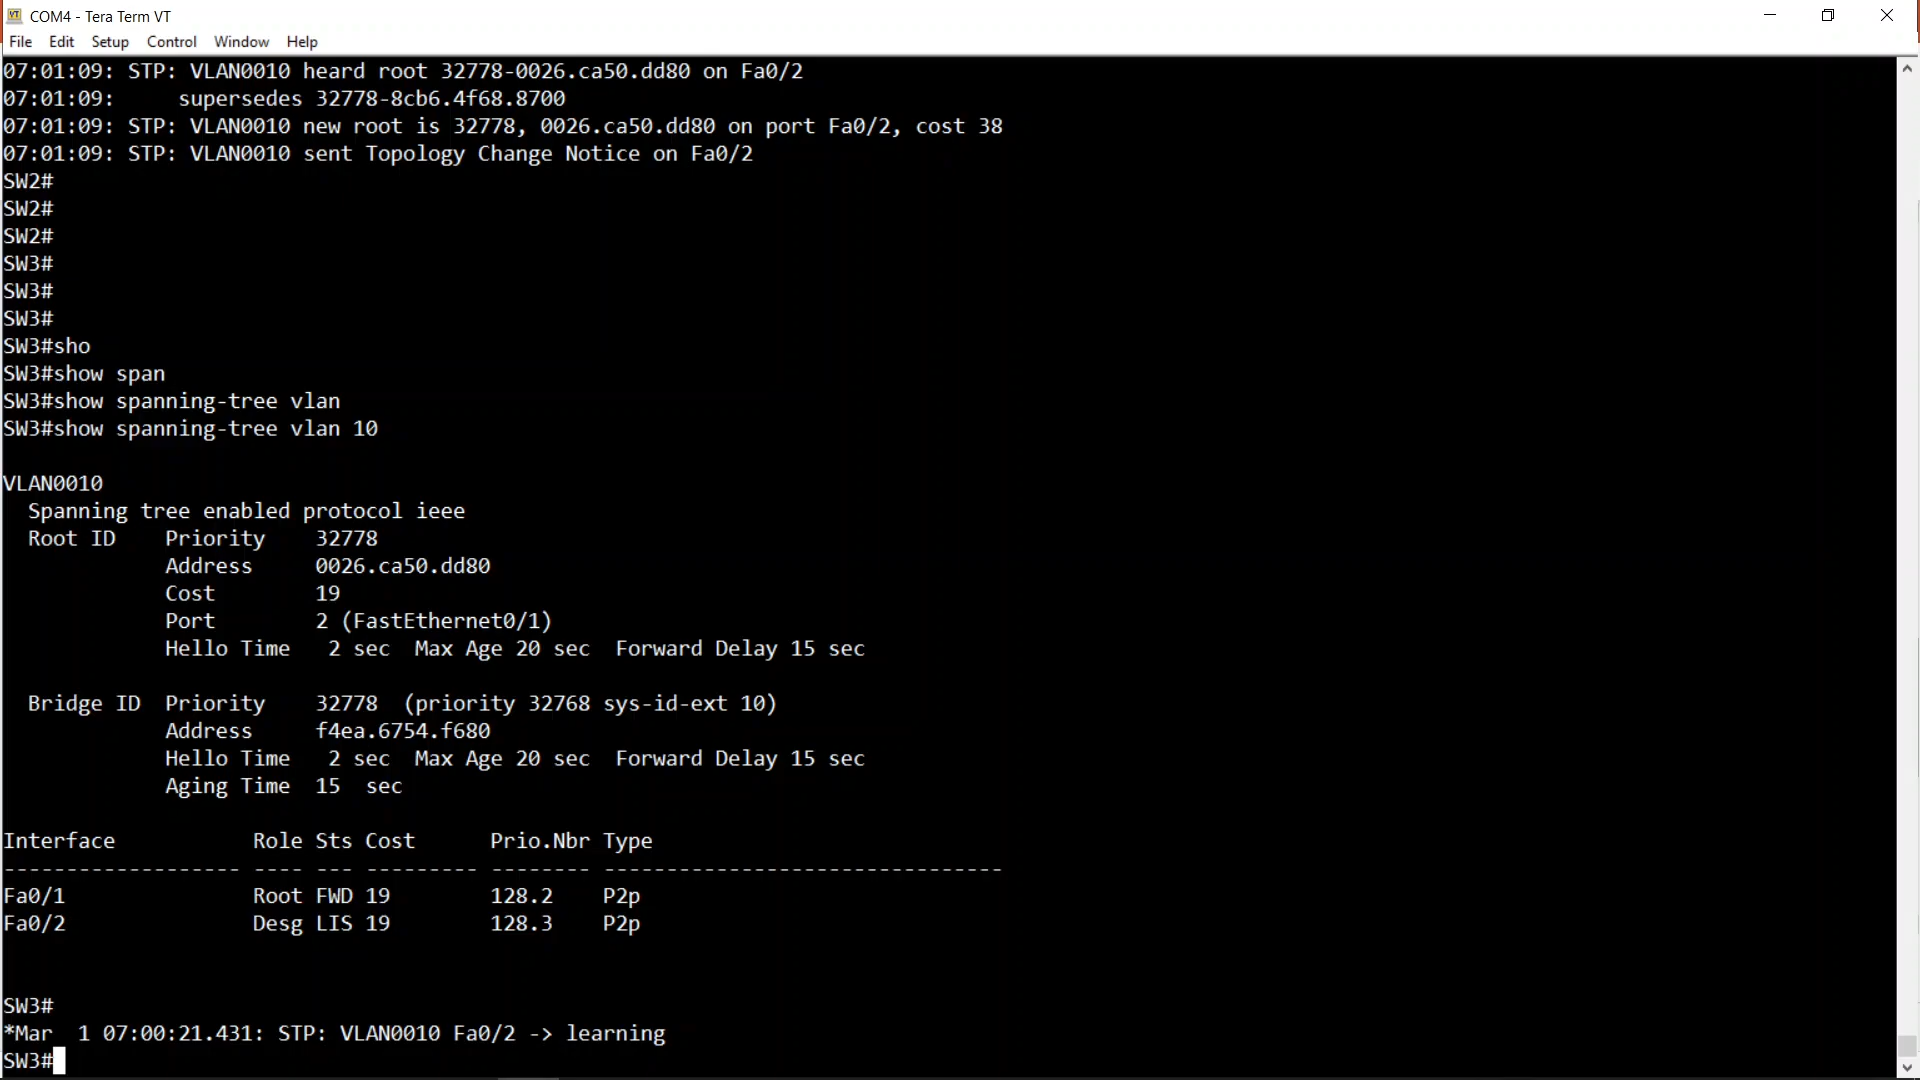 COM4 - Tera Term VT
File Edit Setup Control Window Help
07:01:09: STP: VLAN0010 heard root 32778-0026.ca50.dd80 on Fa0/2
07:01:09:     supersedes 32778-8cb6.4f68.8700
07:01:09: STP: VLAN0010 new root is 32778, 0026.ca50.dd80 on port Fa0/2, cost 38
07:01:09: STP: VLAN0010 sent Topology Change Notice on Fa0/2
SW2#
SW2#
SW2#
SW3#
SW3#
SW3#
SW3#sho
SW3#show span
SW3#show spanning-tree vlan
SW3#show spanning-tree vlan 10
VLAN0010
  Spanning tree enabled protocol ieee
  Root ID    Priority    32778
             Address     0026.ca50.dd80
             Cost        19
             Port        2 (FastEthernet0/1)
             Hello Time   2 sec  Max Age 20 sec  Forward Delay 15 sec
  Bridge ID  Priority    32778  (priority 32768 sys-id-ext 10)
             Address     f4ea.6754.f680
             Hello Time   2 sec  Max Age 20 sec  Forward Delay 15 sec
             Aging Time  15  sec
Interface           Role Sts Cost      Prio.Nbr Type
------------------- ---- --- --------- -------- --------------------------------
Fa0/1               Root FWD 19        128.2    P2p
Fa0/2               Desg LIS 19        128.3    P2p
SW3#
*Mar  1 07:00:21.431: STP: VLAN0010 Fa0/2 -> learning
SW3#